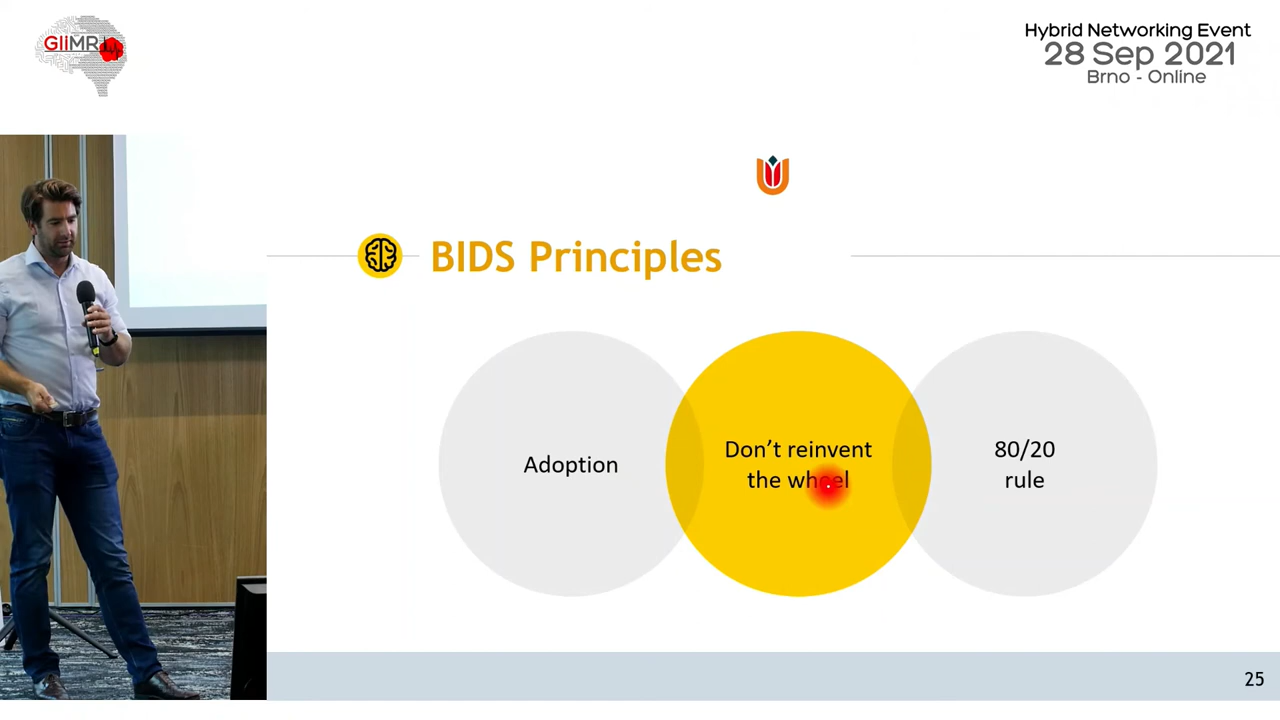 GliMR
Hybrid Networking Event
28 Sep 2021
Brno - Online
BIDS Principles
Adoption
Don't reinvent
the wheel
80/20
rule
25